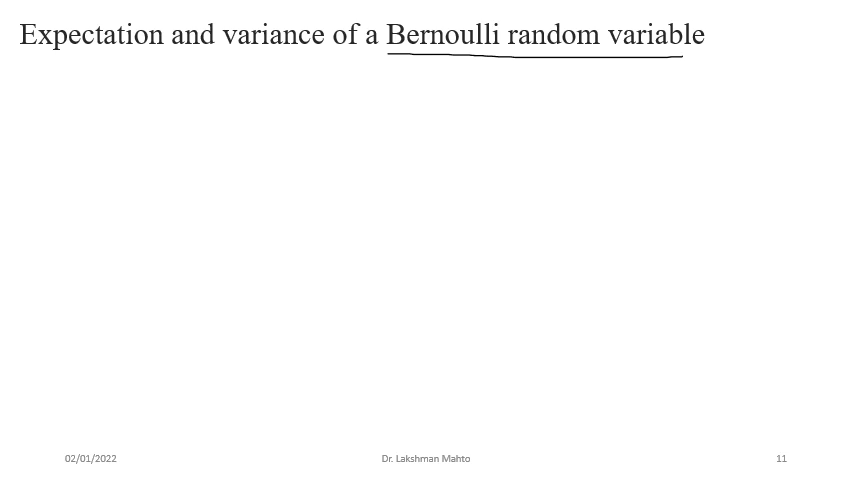 Expectation and variance of a Bernoulli random variable
02/01/2022
Dr. Lakshman Mahto
11